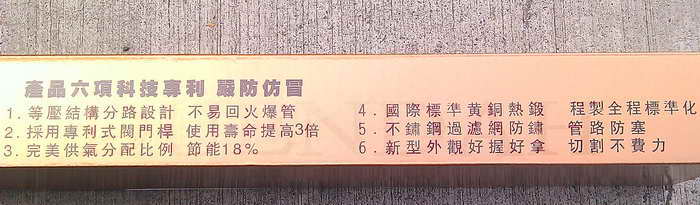 產品六項科技專利 嚴防仿冒
1. 等壓結構分路設計 不易回火爆管
2. 採用專利式閥門桿 使用壽命提高3倍
3. 完美供氣分配比例 節能18%
4. 國際標準黃銅熱鍛 程製全程標準化
5. 不鏽鋼過濾網防鏽 管路防塞
6. 新型外觀好握好拿 切割不費力